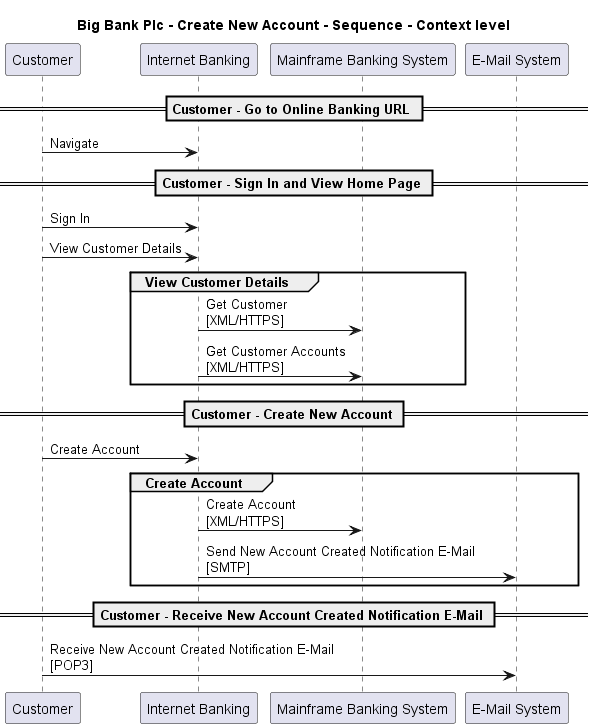 Big Bank Plc - Create New Account - Sequence - Context level
Customer
Internet Banking
Mainframe Banking System
E-Mail System
Customer - Go to Online Banking URL
Navigate
Customer - Sign In and View Home Page
Sign In
View Customer Details
View Customer Details
Get Customer
[XML/HTTPS]
Get Customer Accounts
[XML/HTTPS]
Customer - Create New Account
Create Account
Create Account
Create Account
[XML/HTTPS]
Send New Account Created Notification E-Mail
[SMTP]
Customer - Receive New Account Created Notification E-Mail
Receive New Account Created Notification E-Mail
[POP3]
Customer
Internet Banking
Mainframe Banking System
E-Mail System